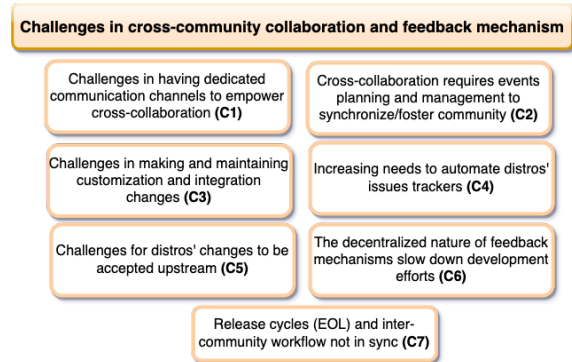 Challenges in cross-community collaboration and feedback mechanism
Challenges in having dedicated
communication channels to empower
cross-collaboration (C1)
Cross-collaboration requires events
planning and management to
synchronize/foster community (C2)
Challenges in making and maintaining
customization and integration
changes (C3)
Increasing needs to automate distros'
issues trackers (C4)
Challenges for distros' changes to be
accepted upstream (C5)
The decentralized nature of feedback
mechanisms slow down development
efforts (C6)
Release cycles (EOL) and inter-
community workflow not in sync (C7)